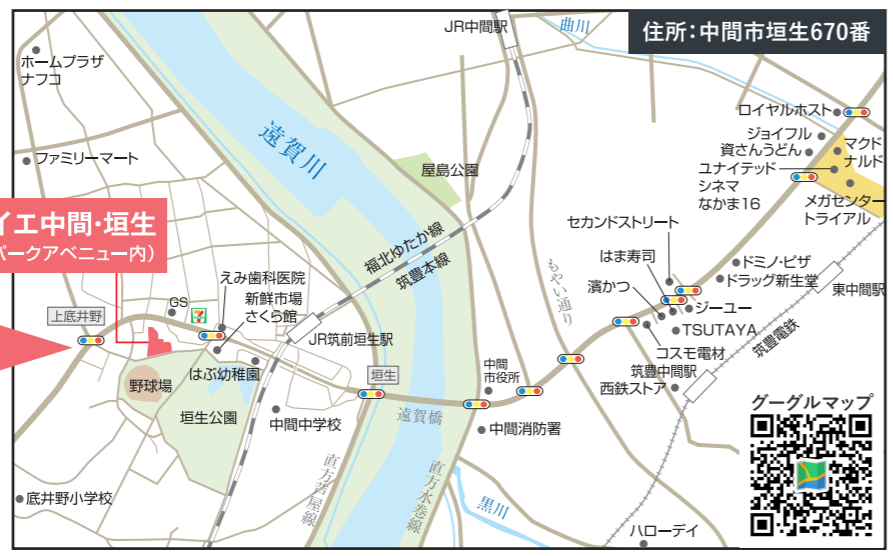 住所:中間市垣生670番
JR中間駅
曲川
ホームプラザ
ナフコ
ロイヤルホスト
遠賀川
ジョイフル
資さんうどん
マクド
ナルド
ファミリーマート
屋島公園
ユナイテッド
シネマ
なかま16
メガセンター
トライアル
イエ中間・垣生
パークアベニュー内)
セカンドストリート
福北ゆたか線
筑豊本線
はま寿司
ドミノ・ピザ
えみ歯科医院
もやい通り
濱かつ
ドラッグ新生堂
東中間駅
新鮮市場
さくら館
GS
7
上底井野
ジーユー
JR筑前垣生駅
TSUTAYA
筑豊電鉄
コスモ電材
はぶ幼稚園
垣生
中間
市役所
筑豊中間駅
野球場
西鉄ストア
グーグルマップ
垣生公園
中間中学校
遠賀橋
中間消防署
直方芦屋線
直方水巻線
底井野小学校
黒川
ハローデイ